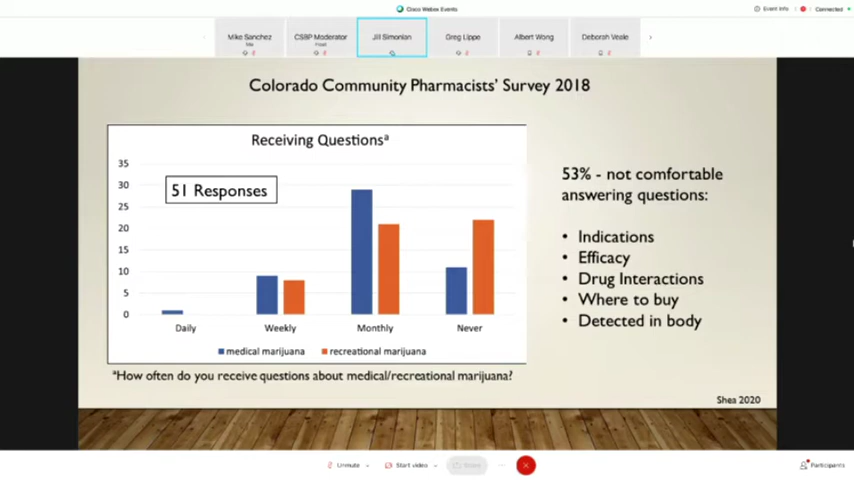 Cisco Webex Events
Event Info
Connected
Mike Sanchez
Me
CSBP Moderator
Host
Jill Simonian
Greg Lippe
Albert Wong
Deborah Veale
Colorado Community Pharmacists' Survey 2018
Receiving Questionsᵃ
51 Responses
35
30
25
20
15
10
5
0
Daily
Weekly
Monthly
Never
medical marijuana
recreational marijuana
ᵃHow often do you receive questions about medical/recreational marijuana?
53% - not comfortable
answering questions:
• Indications
• Efficacy
• Drug Interactions
• Where to buy
• Detected in body
Shea 2020
Unmute
Start video
Share
Participants